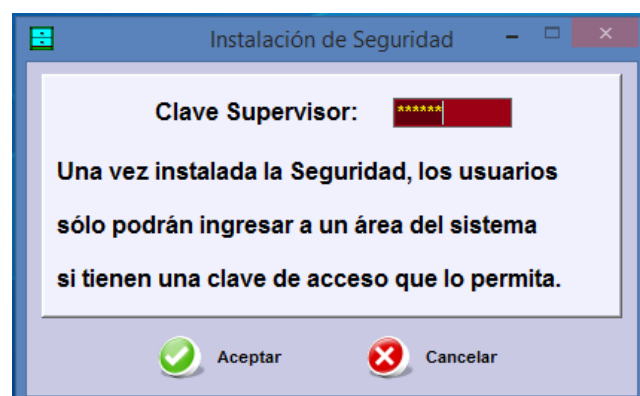 Instalación de Seguridad
Clave Supervisor: ******
Una vez instalada la Seguridad, los usuarios
sólo podrán ingresar a un área del sistema
si tienen una clave de acceso que lo permita.
Aceptar Cancelar